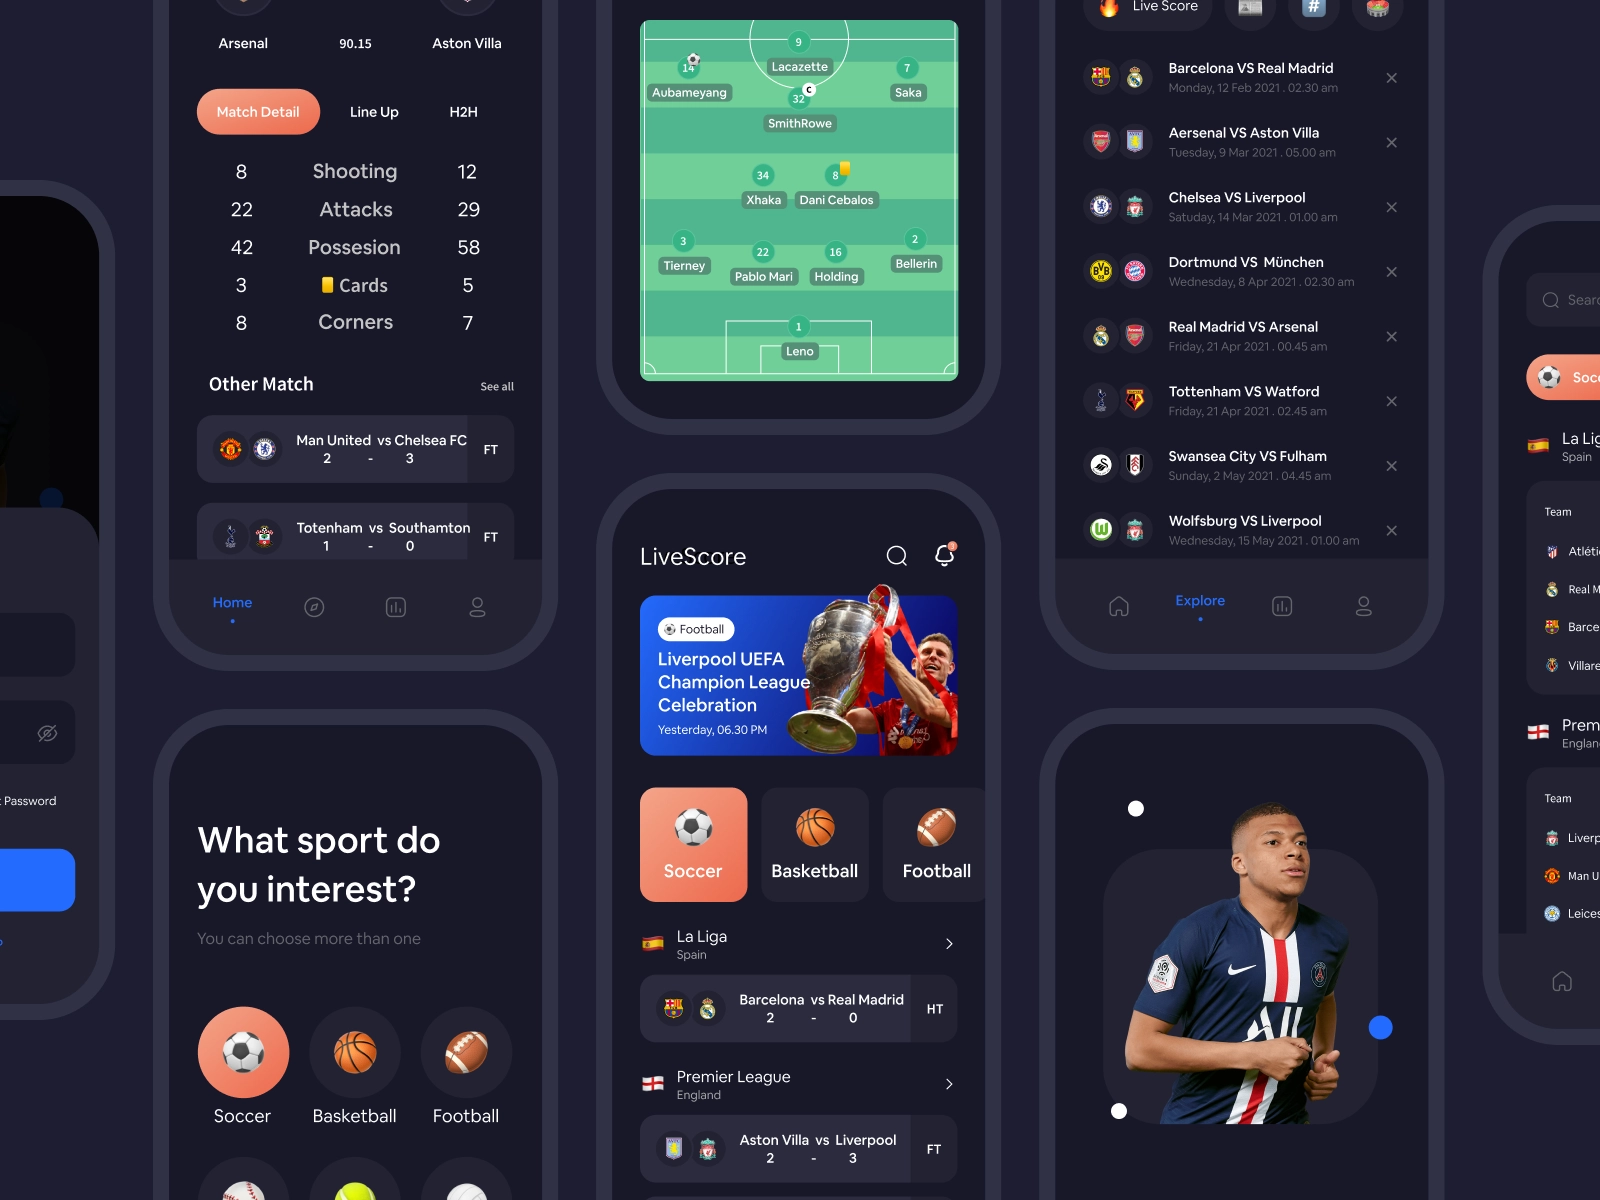 Arsenal 90.15 Aston Villa
Match Detail Line Up H2H
8 Shooting 12
22 Attacks 29
42 Possesion 58
3 Cards 5
8 Corners 7
Other Match See all
Man United vs Chelsea FC FT
2 - 3
Totenham vs Southamton FT
1 - 0
Home
9
Lacazette
14
Aubameyang
7
Saka
C
32
SmithRowe
34
Xhaka
8
Dani Cebalos
3
Tierney
22
Pablo Mari
16
Holding
2
Bellerin
1
Leno
Live Score #
Barcelona VS Real Madrid
Monday, 12 Feb 2021 . 02.30 am
Aersenal VS Aston Villa
Tuesday, 9 Mar 2021 . 05.00 am
Chelsea VS Liverpool
Satuday, 14 Mar 2021 . 01.00 am
Dortmund VS München
Wednesday, 8 Apr 2021 . 02.30 am
Real Madrid VS Arsenal
Friday, 21 Apr 2021 . 00.45 am
Tottenham VS Watford
Friday, 21 Apr 2021 . 02.45 am
Swansea City VS Fulham
Sunday, 2 May 2021 . 04.45 am
Wolfsburg VS Liverpool
Wednesday, 15 May 2021 . 01.00 am
Explore
t Password
What sport do
you interest?
You can choose more than one
Soccer Basketball Football
LiveScore
Football
Liverpool UEFA
Champion League
Celebration
Yesterday, 06.30 PM
Soccer Basketball Football
La Liga
Spain
Barcelona vs Real Madrid HT
2 - 0
Premier League
England
Aston Villa vs Liverpool FT
2 - 3
Searc
Socc
La Lig
Spain
Team
Atléti
Real M
Barce
Villare
Prem
Englan
Team
Liverp
Man U
Leices